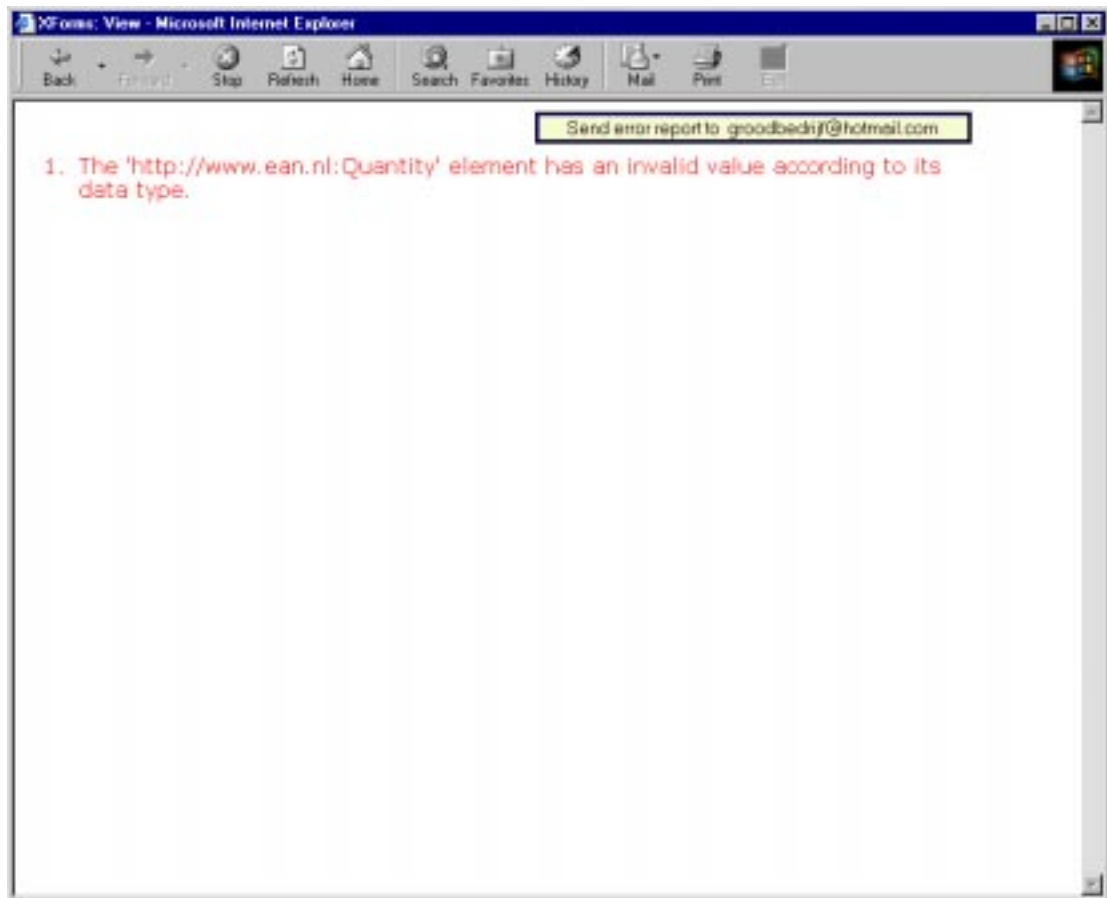 XForms: View - Microsoft Internet Explorer
Back Forward Stop Refresh Home Search Favorites History Mail Print Edit
Send error report to groodbedrijf@hotmail.com
1. The 'http://www.ean.nl:Quantity' element has an invalid value according to its
data type.